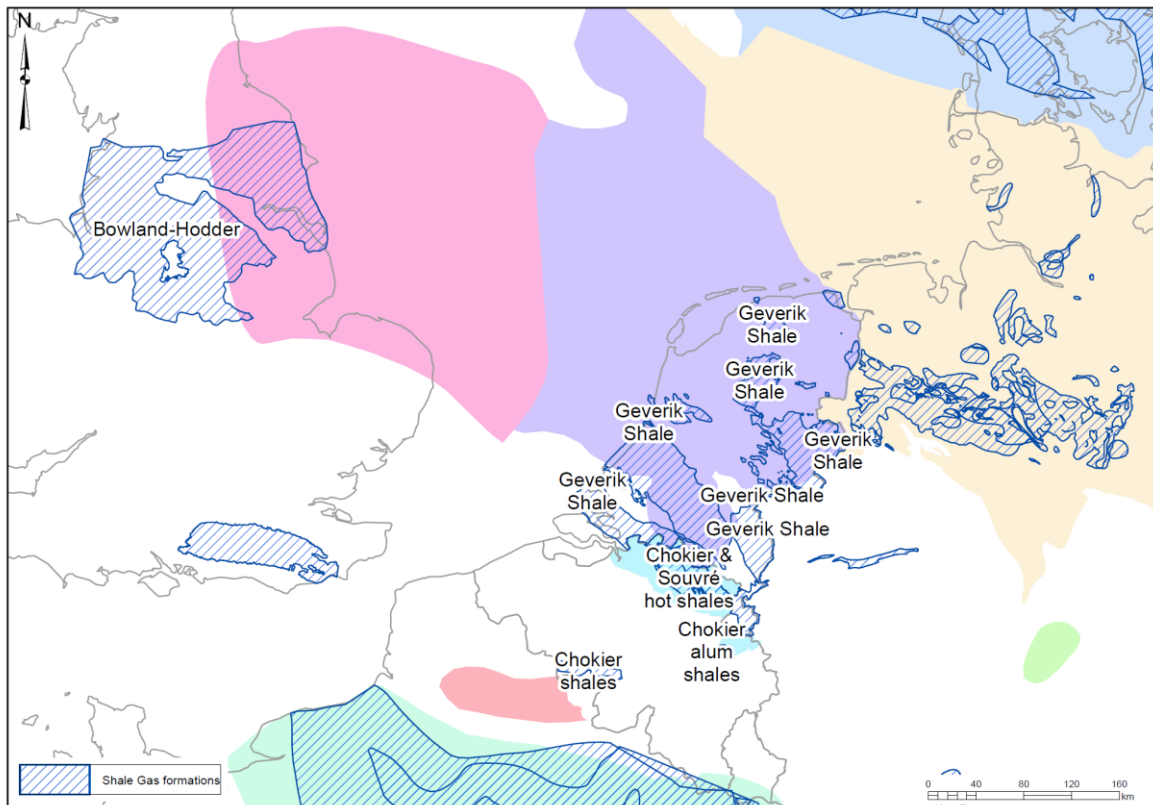 N
Bowland-Hodder
Geverik
Shale
Geverik
Shale
Geverik
Shale
Geverik
Shale
Geverik
Shale
Geverik Shale
Geverik Shale
Chokier &
Souvré
hot shales
Chokier
alum
shales
Chokier
shales
Shale Gas formations
0 40 80 120 160
km